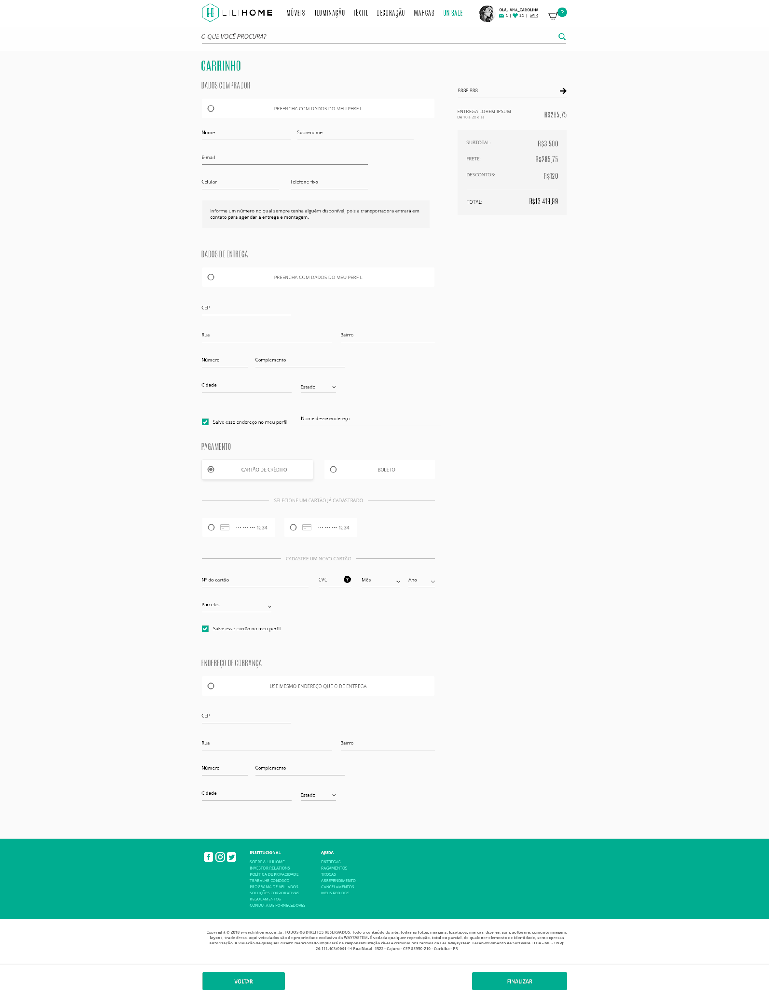 LILIHOME
MÓVEIS ILUMINAÇÃO TÊXTIL DECORAÇÃO MARCAS ON SALE
OLÁ, ANA_CAROLINA
1 | 21 | SAIR
2
O QUE VOCÊ PROCURA?
CARRINHO
DADOS COMPRADOR
PREENCHA COM DADOS DO MEU PERFIL
Nome Sobrenome
E-mail
Celular Telefone fixo
Informe um número no qual sempre tenha alguém disponível, pois a transportadora entrará em
contato para agendar a entrega e montagem.
8888 888
ENTREGA LOREM IPSUM R$285,75
De 10 a 20 dias
SUBTOTAL: R$3.500
FRETE: R$285,75
DESCONTOS: -R$120
TOTAL: R$13.419,99
DADOS DE ENTREGA
PREENCHA COM DADOS DO MEU PERFIL
CEP
Rua Bairro
Número Complemento
Cidade Estado
Salve esse endereço no meu perfil Nome desse endereço
PAGAMENTO
CARTÃO DE CRÉDITO BOLETO
SELECIONE UM CARTÃO JÁ CADASTRADO
••• ••• ••• 1234 ••• ••• ••• 1234
CADASTRE UM NOVO CARTÃO
Nº do cartão CVC ? Mês Ano
Parcelas
Salve esse cartão no meu perfil
ENDEREÇO DE COBRANÇA
USE MESMO ENDEREÇO QUE O DE ENTREGA
CEP
Rua Bairro
Número Complemento
Cidade Estado
INSTITUCIONAL
SOBRE A LILIHOME
INVESTOR RELATIONS
POLÍTICA DE PRIVACIDADE
TRABALHE CONOSCO
PROGRAMA DE AFILIADOS
SOLUÇÕES CORPORATIVAS
REGULAMENTOS
CONDUTA DE FORNECEDORES
AJUDA
ENTREGAS
PAGAMENTOS
TROCAS
ARREPENDIMENTO
CANCELAMENTOS
MEUS PEDIDOS
Copyright © 2018 www.lilihome.com.br, TODOS OS DIREITOS RESERVADOS. Todo o conteúdo do site, todas as fotos, imagens, logotipos, marcas, dizeres, som, software, conjunto imagem,
layout, trade dress, aqui veiculados são de propriedade exclusiva da WAYSYSTEM. É vedada qualquer reprodução, total ou parcial, de qualquer elemento de identidade, sem expressa
autorização. A violação de qualquer direito mencionado implicará na responsabilização cível e criminal nos termos da Lei. Waysystem Desenvolvimento de Software LTDA - ME - CNPJ:
26.111.463/0001-14 Rua Natal, 1322 - Cajuru - CEP 82930-210 - Curitiba - PR
VOLTAR FINALIZAR